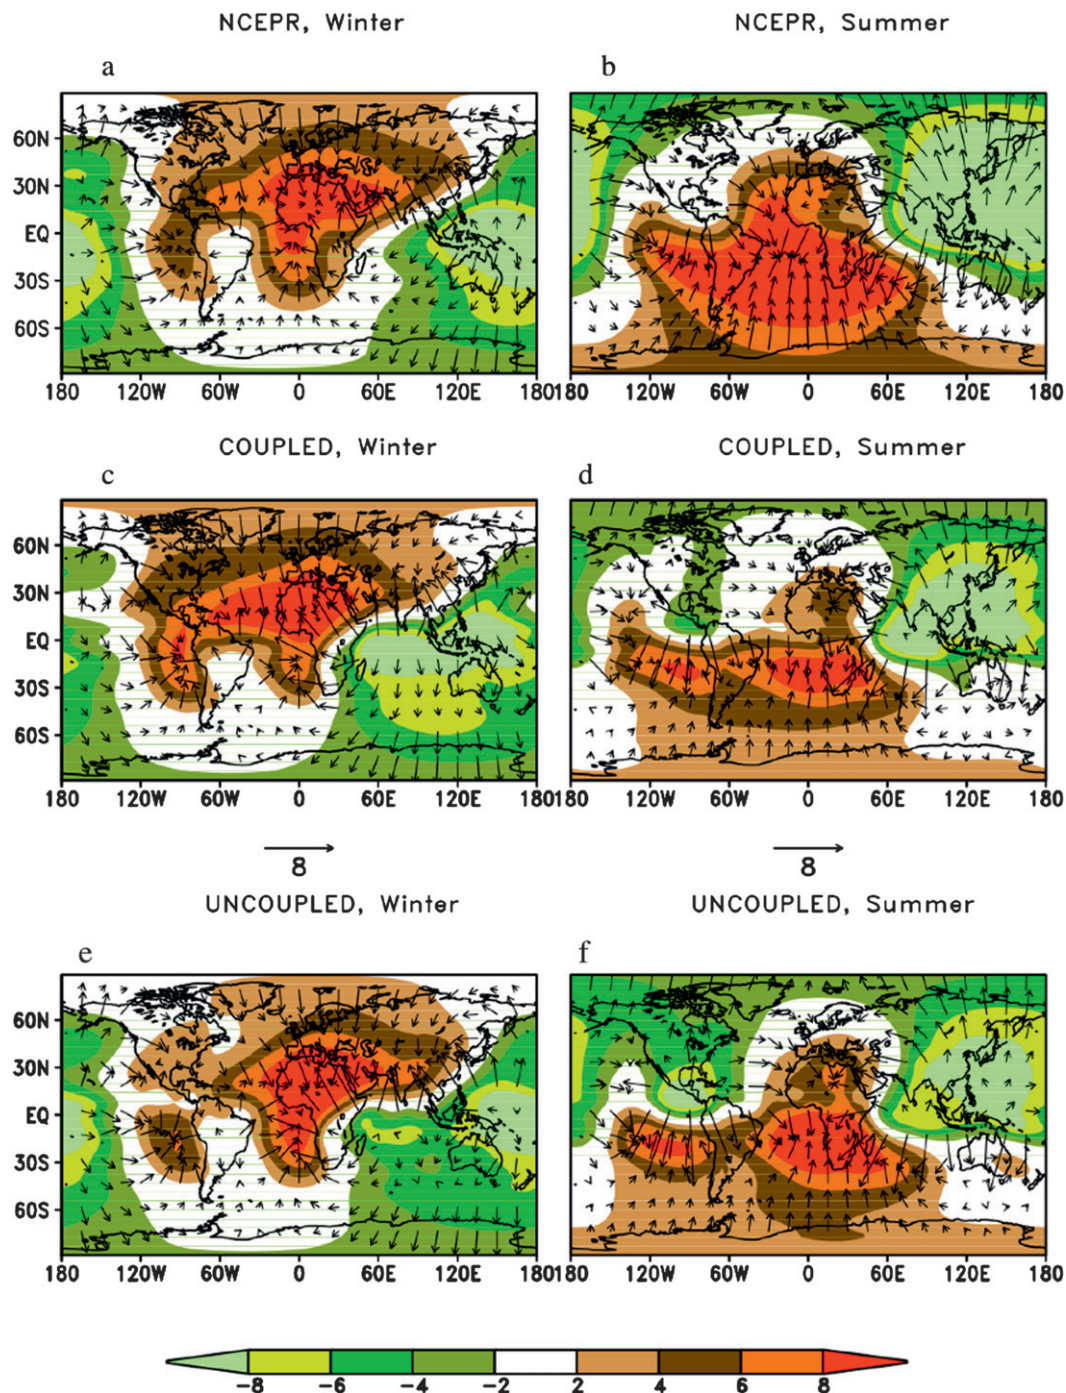 NCEPR, Winter NCEPR, Summer
a b
60N
30N
EQ
30S
60S
180 120W 60W 0 60E 120E 180 120W 60W 0 60E 120E 180
COUPLED, Winter COUPLED, Summer
c d
60N
30N
EQ
30S
60S
180 120W 60W 0 60E 120E 180 120W 60W 0 60E 120E 180
8 8
UNCOUPLED, Winter UNCOUPLED, Summer
e f
60N
30N
EQ
30S
60S
180 120W 60W 0 60E 120E 180 120W 60W 0 60E 120E 180
-8 -6 -4 -2 2 4 6 8